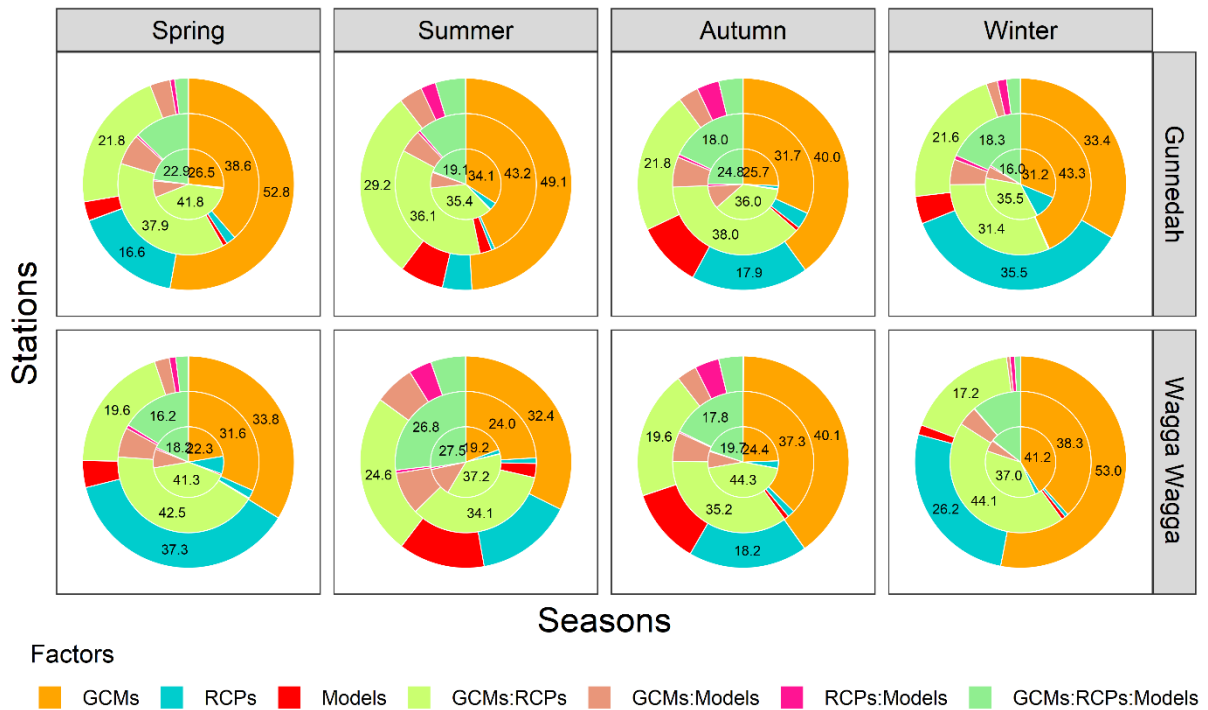 Spring Summer Autumn Winter
Gunnedah
Wagga Wagga
Stations
21.8 22.9 26.5 38.6 52.8 41.8 37.9 16.6
29.2 19.1 34.1 43.2 49.1 35.4 36.1
21.8 18.0 24.8 25.7 31.7 40.0 36.0 38.0 17.9
21.6 18.3 16.0 31.2 33.4 43.3 35.5 31.4 35.5
19.6 16.2 18.2 22.3 31.6 33.8 41.3 42.5 37.3
24.6 26.8 27.5 19.2 24.0 32.4 37.2 34.1
19.6 17.8 19.7 24.4 37.3 40.1 44.3 35.2 18.2
17.2 41.2 38.3 53.0 37.0 44.1 26.2
Seasons
Factors
GCMs RCPs Models GCMs:RCPs GCMs:Models RCPs:Models GCMs:RCPs:Models